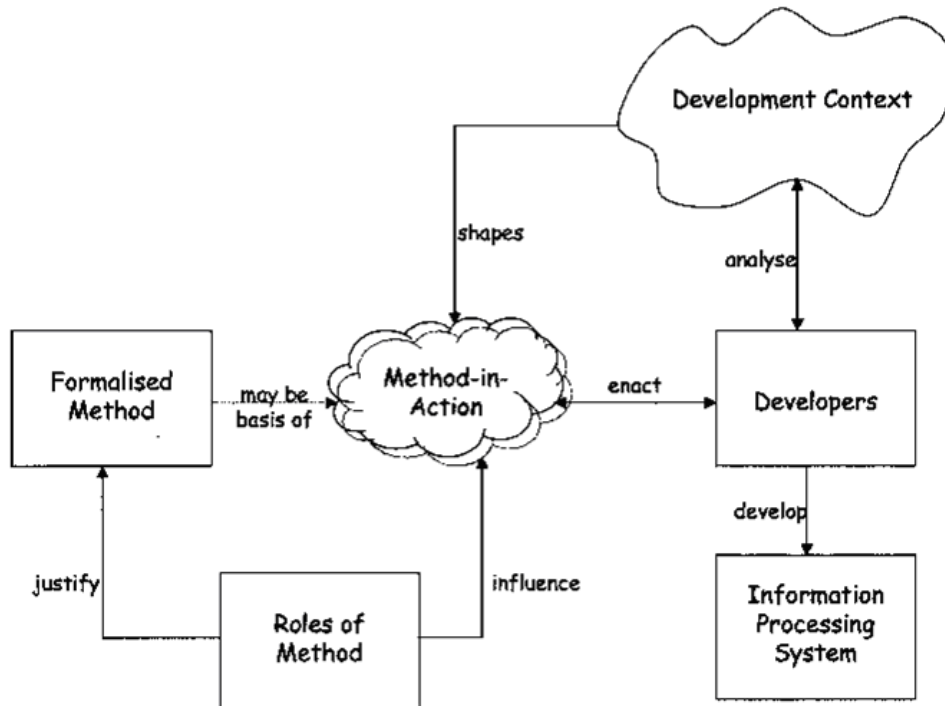 Development Context
shapes
analyse
Formalised
Method
may be
basis of
Method-in-
Action
enact
Developers
develop
justify
Roles of
Method
influence
Information
Processing
System